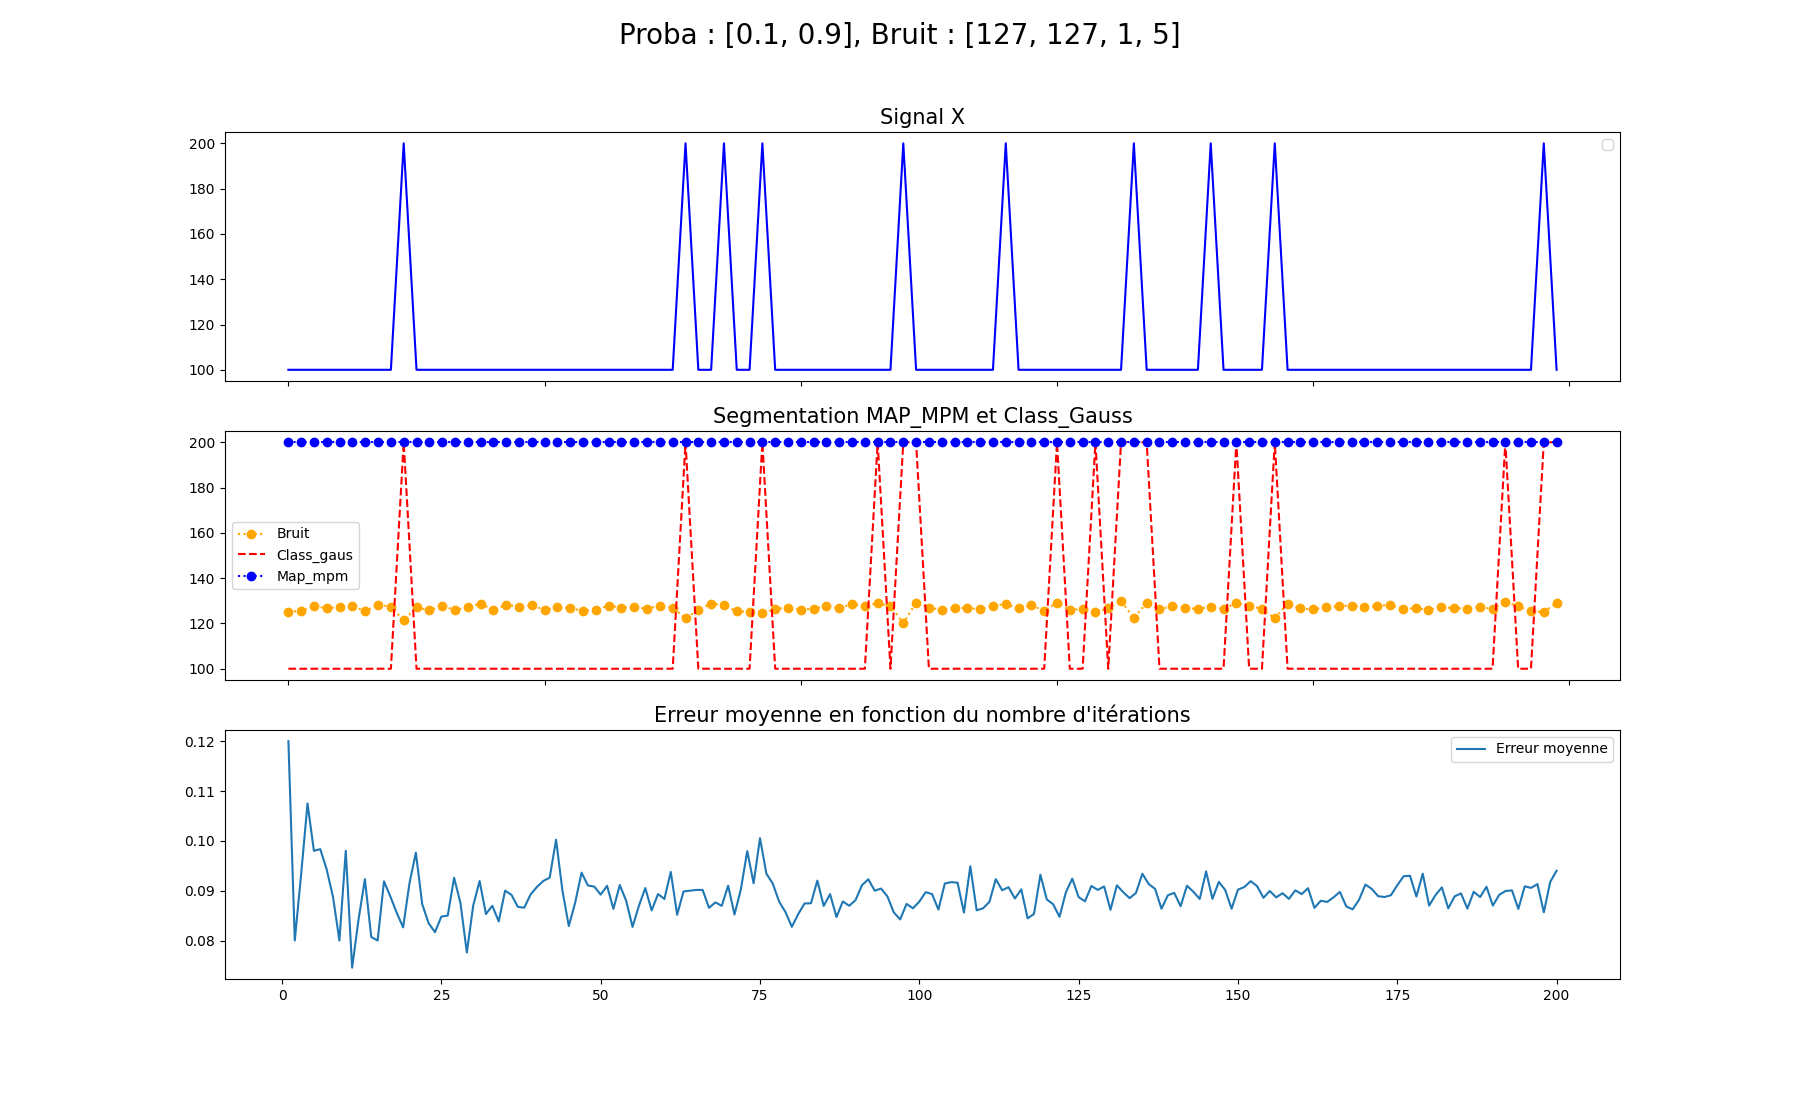 Proba : [0.1, 0.9], Bruit : [127, 127, 1, 5]
Signal X
200
180
160
140
120
100
Segmentation MAP_MPM et Class_Gauss
200
180
160
140
120
100
Bruit
Class_gaus
Map_mpm
Erreur moyenne en fonction du nombre d'itérations
0.12
0.11
0.10
0.09
0.08
Erreur moyenne
0 25 50 75 100 125 150 175 200